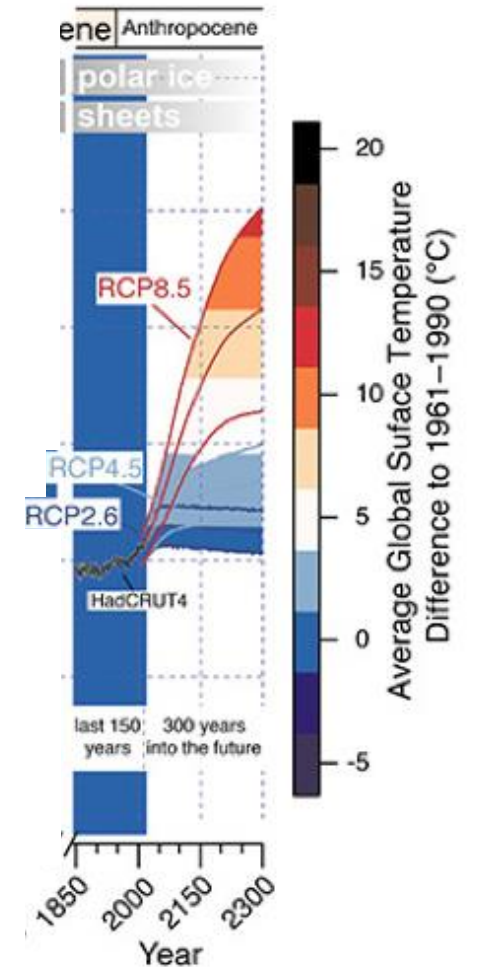 ene Anthropocene
polar ice
sheets
RCP8.5
RCP4.5
RCP2.6
HadCRUT4
last 150
years
300 years
into the future
1850 2000 2150 2300
Year
20
15
10
5
0
-5
Average Global Suface Temperature
Difference to 1961–1990 (°C)